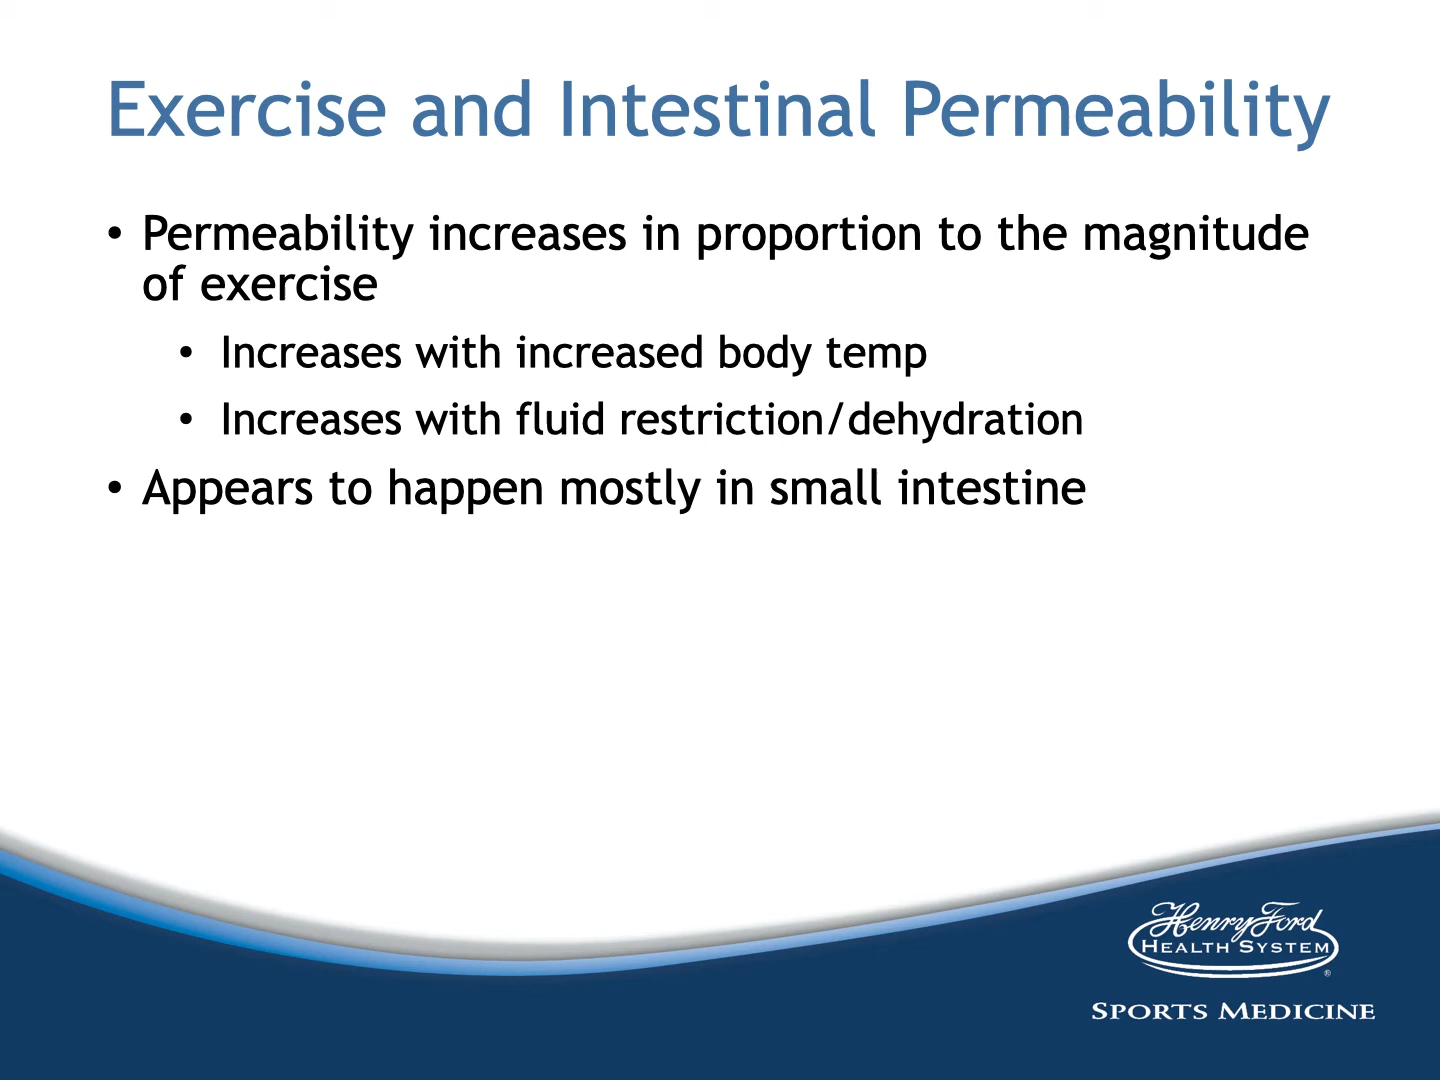 Exercise and Intestinal Permeability
• Permeability increases in proportion to the magnitude
of exercise
• Increases with increased body temp
• Increases with fluid restriction/dehydration
• Appears to happen mostly in small intestine
Henry Ford
HEALTH SYSTEM
®
SPORTS MEDICINE